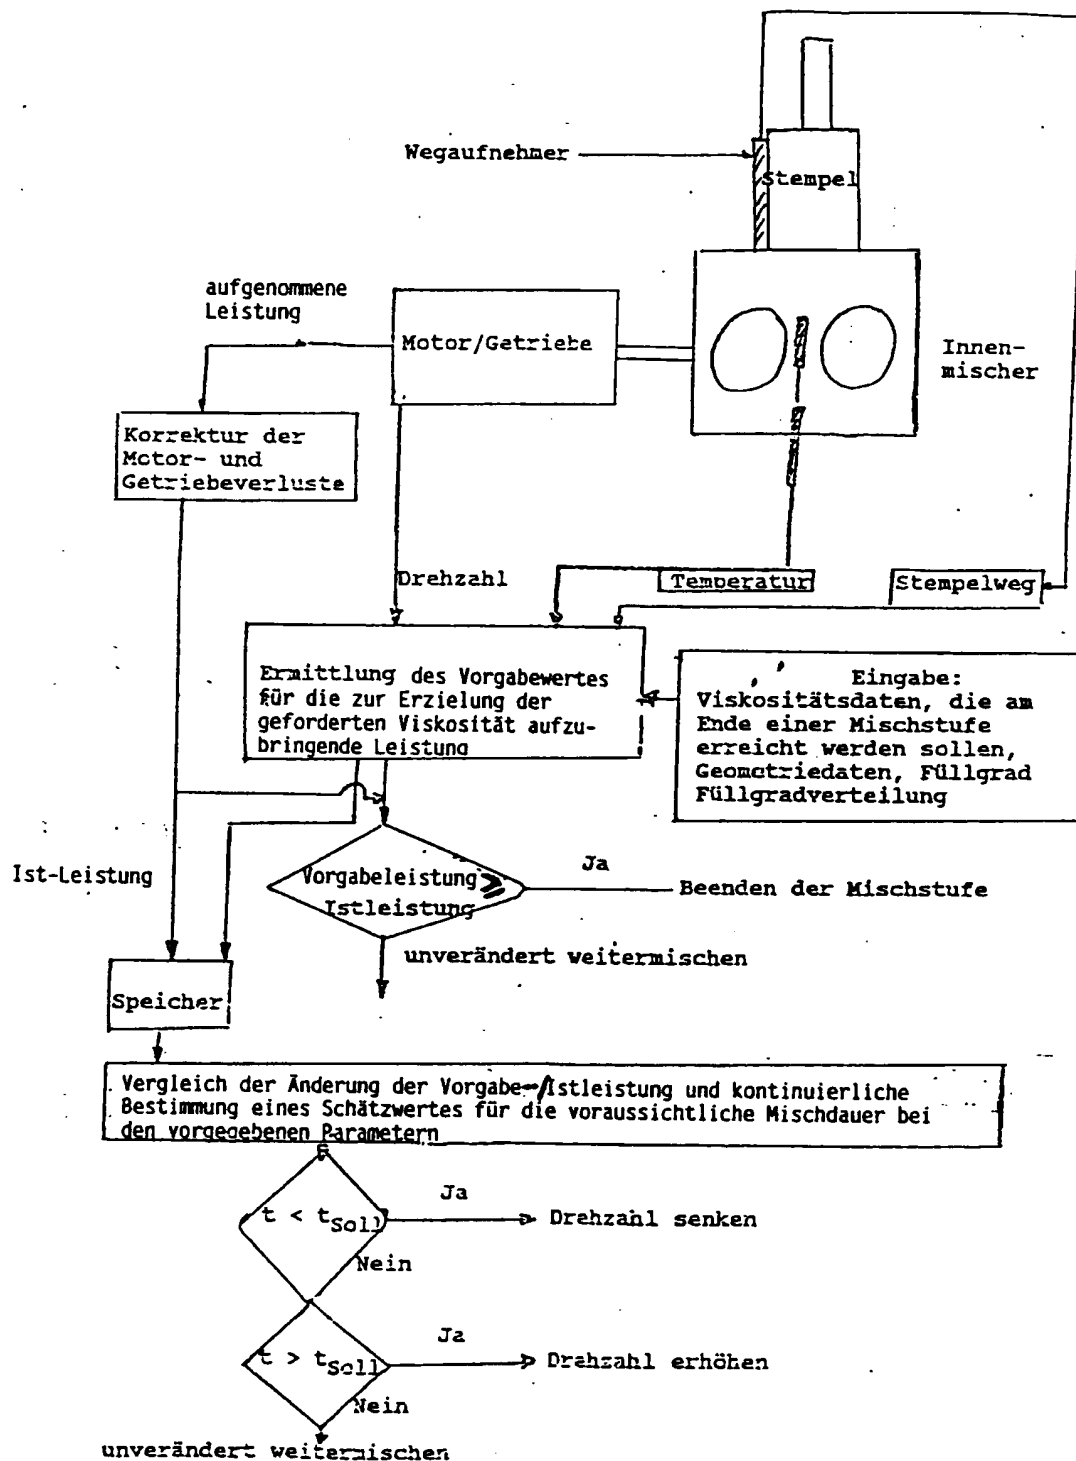 Wegaufnehmer
Stempel
aufgenommene
Leistung
Motor/Getriebe
Innen-
mischer
Korrektur der
Motor- und
Getriebeverluste
Drehzahl
Temperatur
Stempelweg
Ermittlung des Vorgabewertes
für die zur Erzielung der
geforderten Viskosität aufzu-
bringende Leistung
Eingabe:
Viskositätsdaten, die am
Ende einer Mischstufe
erreicht werden sollen,
Geometriedaten, Füllgrad
Füllgradverteilung
Ist-Leistung
Vorgabeleistung ≥
Istleistung
Ja
Beenden der Mischstufe
unverändert weitermischen
Speicher
Vergleich der Änderung der Vorgabe-/Istleistung und kontinuierliche
Bestimmung eines Schätzwertes für die voraussichtliche Mischdauer bei
den vorgegebenen Parametern
t < tSoll
Ja
Drehzahl senken
Nein
t > tSoll
Ja
Drehzahl erhöhen
Nein
unverändert weitermischen